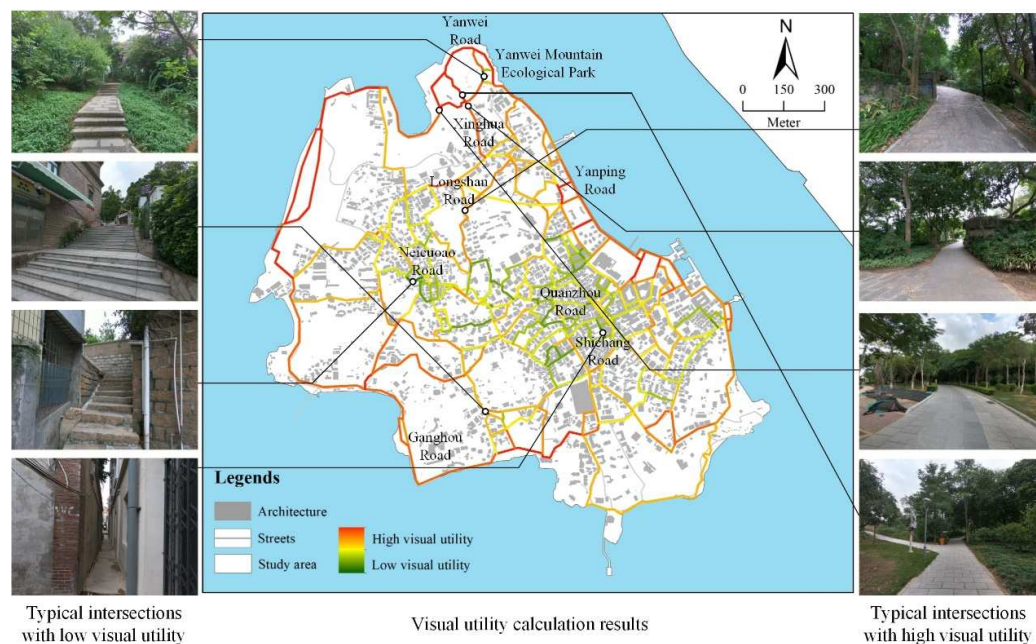 Yanwei
Road
Yanwei Mountain
Ecological Park
N
0 150 300
Meter
Xinghua
Road
Yanping
Road
Longshan
Road
Neicuoao
Road
Quanzhou
Road
Shichang
Road
Ganghou
Road
Legends
Architecture
Streets
Study area
High visual utility
Low visual utility
Typical intersections
with low visual utility
Visual utility calculation results
Typical intersections
with high visual utility